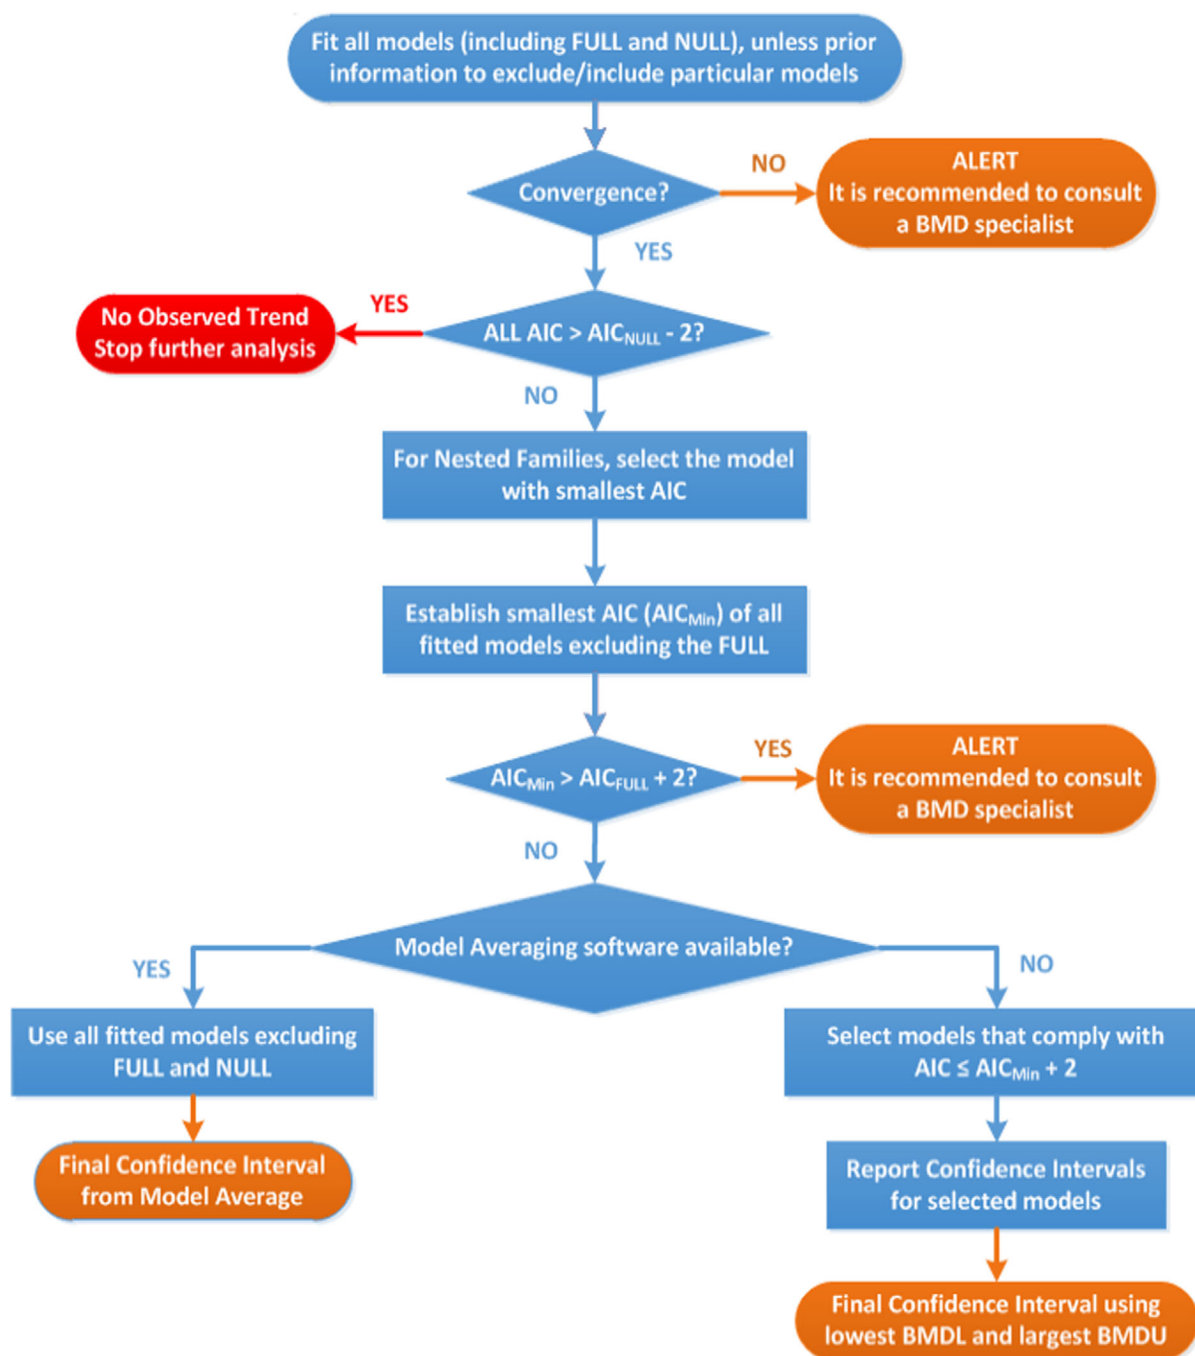 Fit all models (including FULL and NULL), unless prior
information to exclude/include particular models
Convergence?
NO
ALERT
It is recommended to consult
a BMD specialist
YES
ALL AIC > AICNULL - 2?
YES
No Observed Trend
Stop further analysis
NO
For Nested Families, select the model
with smallest AIC
Establish smallest AIC (AICMin) of all
fitted models excluding the FULL
AICMin > AICFULL + 2?
YES
ALERT
It is recommended to consult
a BMD specialist
NO
Model Averaging software available?
YES
Use all fitted models excluding
FULL and NULL
Final Confidence Interval
from Model Average
NO
Select models that comply with
AIC ≤ AICMin + 2
Report Confidence Intervals
for selected models
Final Confidence Interval using
lowest BMDL and largest BMDU